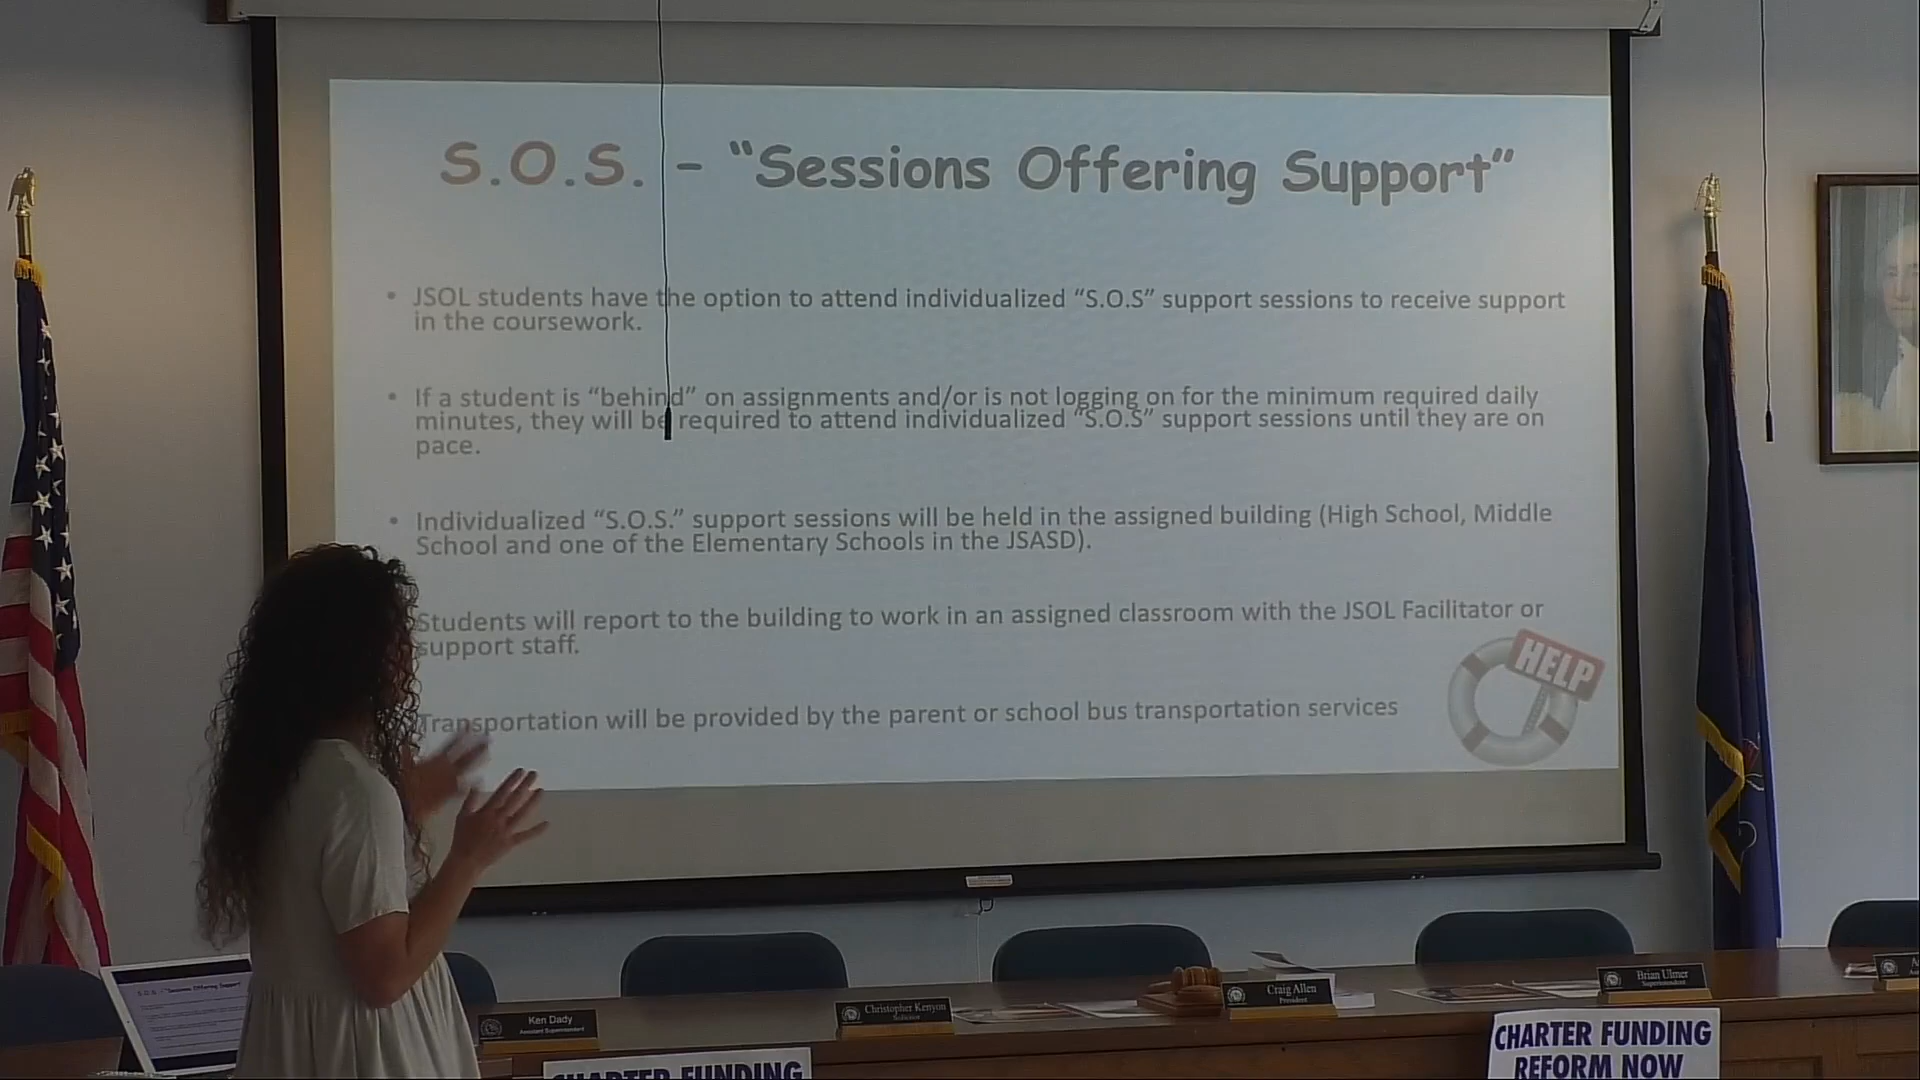 S.O.S. - “Sessions Offering Support”
• JSOL students have the option to attend individualized “S.O.S” support sessions to receive support
in the coursework.
• If a student is “behind” on assignments and/or is not logging on for the minimum required daily
minutes, they will be required to attend individualized “S.O.S” support sessions until they are on
pace.
• Individualized “S.O.S.” support sessions will be held in the assigned building (High School, Middle
School and one of the Elementary Schools in the JSASD).
Students will report to the building to work in an assigned classroom with the JSOL Facilitator or
support staff.
Transportation will be provided by the parent or school bus transportation services
HELP
S.O.S. - "Sessions Offering Support"
Ken Dady
Assistant Superintendent
Christopher Kenyon
Solicitor
Craig Allen
President
Brian Ulmer
Superintendent
CHARTER FUNDING
CHARTER FUNDING
REFORM NOW